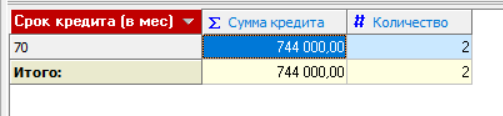 Срок кредита (в мес) Σ Сумма кредита # Количество
70 744 000,00 2
Итого: 744 000,00 2